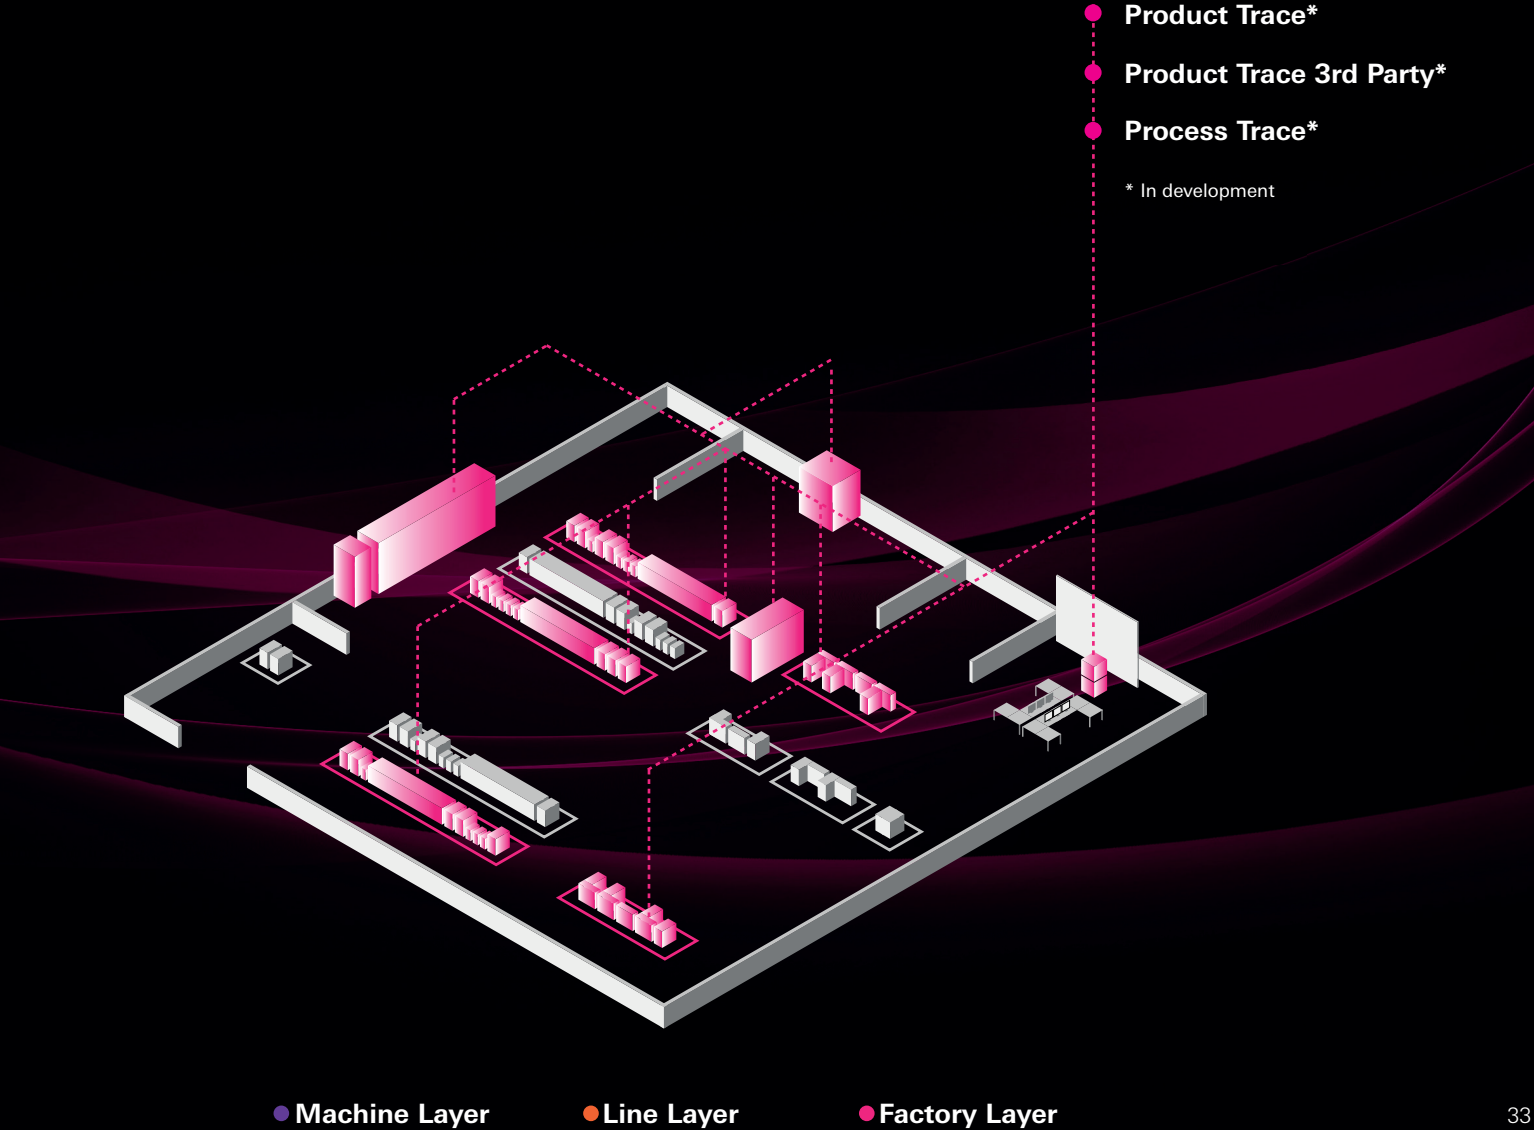 Product Trace*
Product Trace 3rd Party*
Process Trace*
* In development
Machine Layer
Line Layer
Factory Layer
33